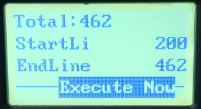 Total:462
StartLi 200
EndLine 462
Execute Now